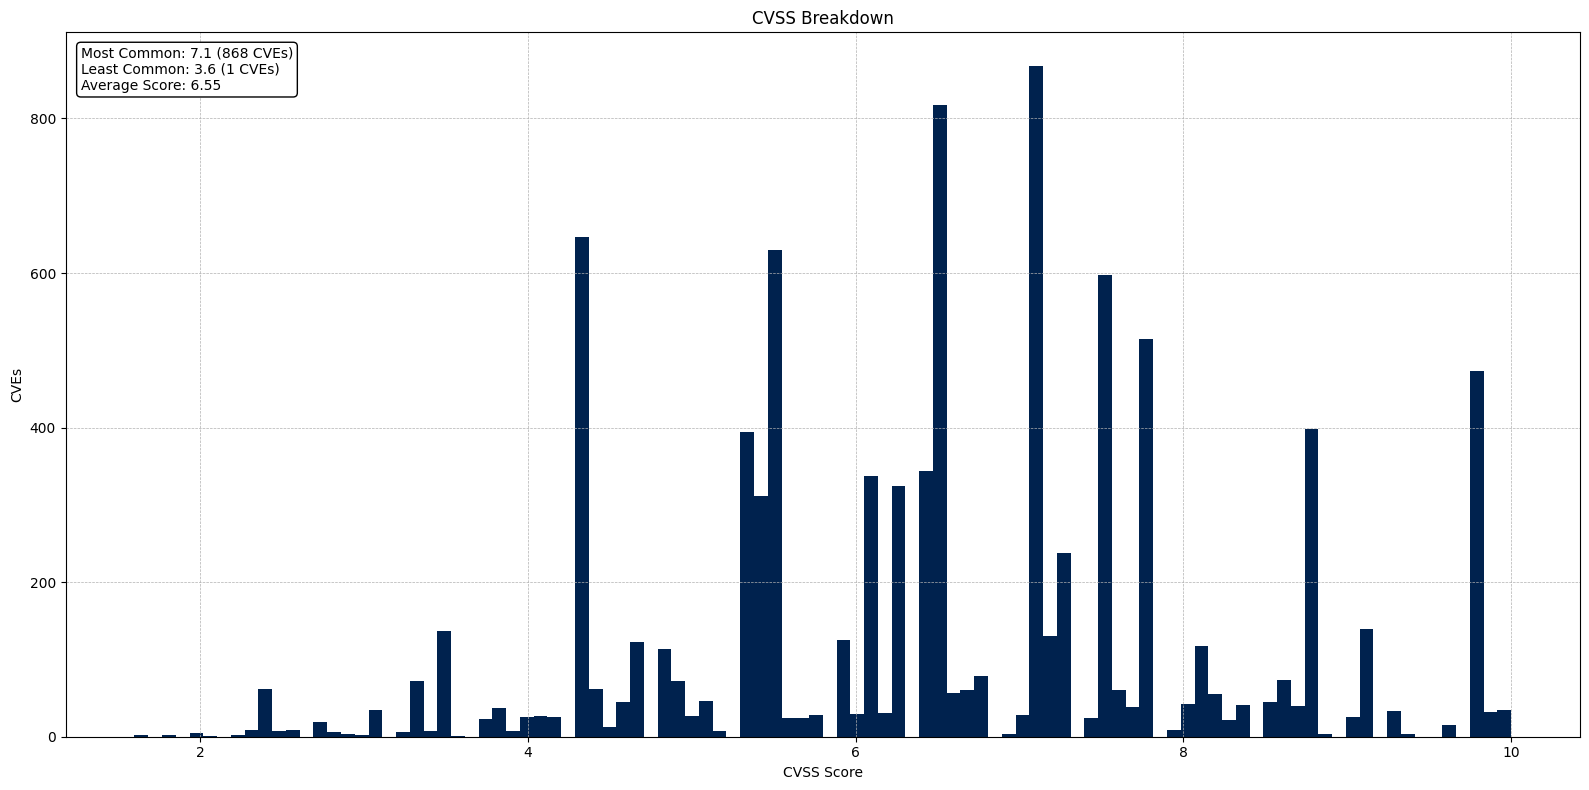 CVSS Breakdown
Most Common: 7.1 (868 CVEs)
Least Common: 3.6 (1 CVEs)
Average Score: 6.55
800
600
400
200
0
CVEs
2 4 6 8 10
CVSS Score